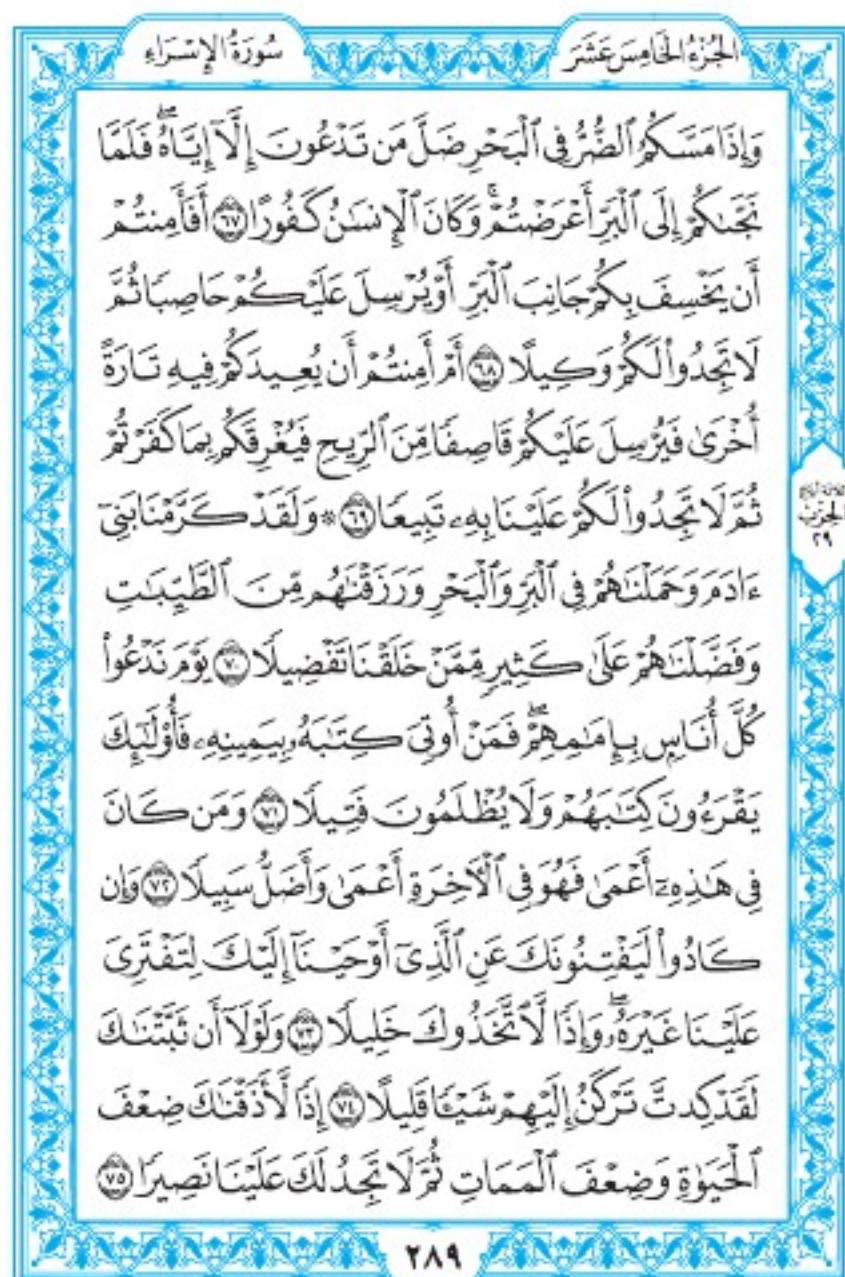 الجُزْءُ الخَامِسَ عَشَرَ
سُورَةُ الإِسْرَاءِ
وَإِذَا مَسَّكُمُ ٱلضُّرُّ فِي ٱلْبَحْرِ ضَلَّ مَن تَدْعُونَ إِلَّآ إِيَّاهُۖ فَلَمَّا
نَجَّىٰكُمْ إِلَى ٱلْبَرِّ أَعْرَضْتُمْۚ وَكَانَ ٱلْإِنسَٰنُ كَفُورًا ٦٧ أَفَأَمِنتُمْ
أَن يَخْسِفَ بِكُمْ جَانِبَ ٱلْبَرِّ أَوْ يُرْسِلَ عَلَيْكُمْ حَاصِبًا ثُمَّ
لَا تَجِدُوا۟ لَكُمْ وَكِيلًا ٦٨ أَمْ أَمِنتُمْ أَن يُعِيدَكُمْ فِيهِ تَارَةً
أُخْرَىٰ فَيُرْسِلَ عَلَيْكُمْ قَاصِفًا مِّنَ ٱلرِّيحِ فَيُغْرِقَكُم بِمَا كَفَرْتُمْ
ثُمَّ لَا تَجِدُوا۟ لَكُمْ عَلَيْنَا بِهِۦ تَبِيعًا ٦٩ * وَلَقَدْ كَرَّمْنَا بَنِيٓ
ءَادَمَ وَحَمَلْنَٰهُمْ فِي ٱلْبَرِّ وَٱلْبَحْرِ وَرَزَقْنَٰهُم مِّنَ ٱلطَّيِّبَٰتِ
وَفَضَّلْنَٰهُمْ عَلَىٰ كَثِيرٍ مِّمَّنْ خَلَقْنَا تَفْضِيلًا ٧٠ يَوْمَ نَدْعُوا۟
كُلَّ أُنَاسٍۭ بِإِمَٰمِهِمْۖ فَمَنْ أُوتِيَ كِتَٰبَهُۥ بِيَمِينِهِۦ فَأُو۟لَٰٓئِكَ
يَقْرَءُونَ كِتَٰبَهُمْ وَلَا يُظْلَمُونَ فَتِيلًا ٧١ وَمَن كَانَ
فِي هَٰذِهِۦٓ أَعْمَىٰ فَهُوَ فِي ٱلْأٓخِرَةِ أَعْمَىٰ وَأَضَلُّ سَبِيلًا ٧٢ وَإِن
كَادُوا۟ لَيَفْتِنُونَكَ عَنِ ٱلَّذِيٓ أَوْحَيْنَآ إِلَيْكَ لِتَفْتَرِيَ
عَلَيْنَا غَيْرَهُۥۖ وَإِذًا لَّٱتَّخَذُوكَ خَلِيلًا ٧٣ وَلَوْلَآ أَن ثَبَّتْنَٰكَ
لَقَدْ كِدتَّ تَرْكَنُ إِلَيْهِمْ شَيْـًٔا قَلِيلًا ٧٤ إِذًا لَّأَذَقْنَٰكَ ضِعْفَ
ٱلْحَيَوٰةِ وَضِعْفَ ٱلْمَمَاتِ ثُمَّ لَا تَجِدُ لَكَ عَلَيْنَا نَصِيرًا ٧٥
الحِزْب
٢٩
٢٨٩